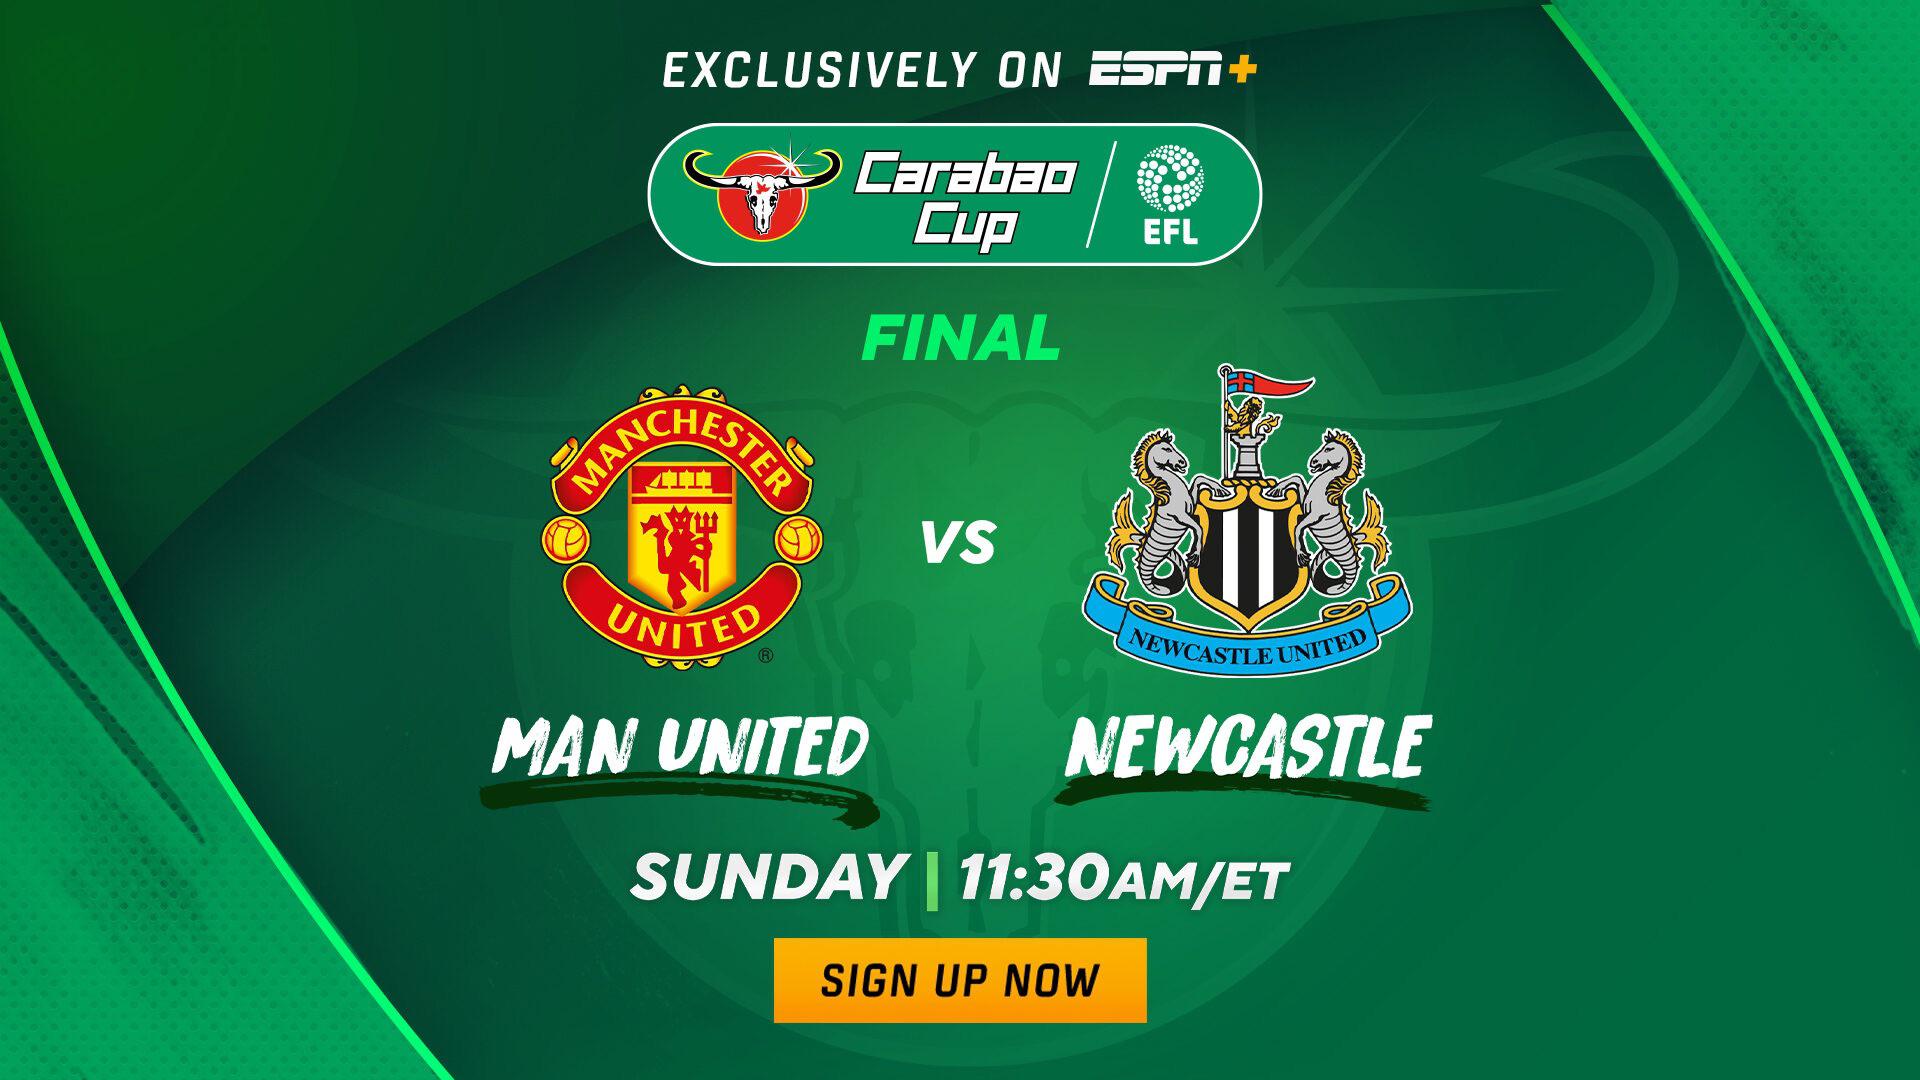 EXCLUSIVELY ON ESPN+
Carabao
Cup
EFL
FINAL
MANCHESTER
UNITED
®
VS
NEWCASTLE UNITED
MAN UNITED
NEWCASTLE
SUNDAY | 11:30AM/ET
SIGN UP NOW